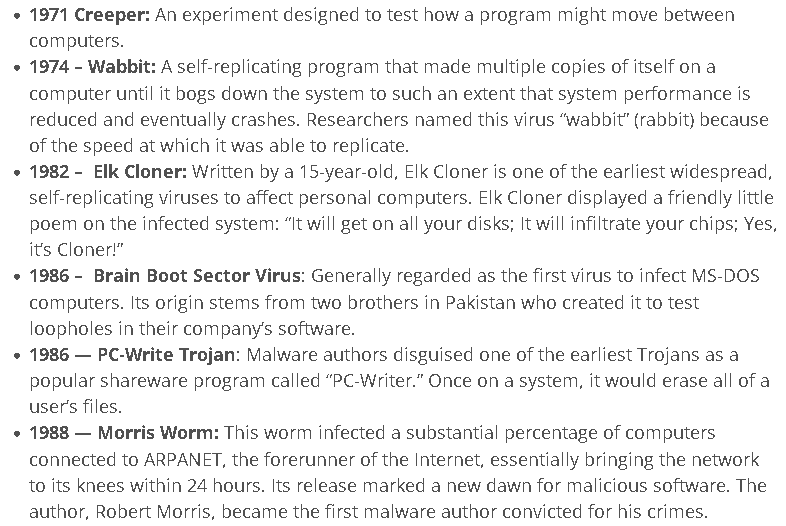 • 1971 Creeper: An experiment designed to test how a program might move between
computers.
• 1974 – Wabbit: A self-replicating program that made multiple copies of itself on a
computer until it bogs down the system to such an extent that system performance is
reduced and eventually crashes. Researchers named this virus “wabbit” (rabbit) because
of the speed at which it was able to replicate.
• 1982 –  Elk Cloner: Written by a 15-year-old, Elk Cloner is one of the earliest widespread,
self-replicating viruses to affect personal computers. Elk Cloner displayed a friendly little
poem on the infected system: “It will get on all your disks; It will infiltrate your chips; Yes,
it’s Cloner!”
• 1986 –  Brain Boot Sector Virus: Generally regarded as the first virus to infect MS-DOS
computers. Its origin stems from two brothers in Pakistan who created it to test
loopholes in their company’s software.
• 1986 — PC-Write Trojan: Malware authors disguised one of the earliest Trojans as a
popular shareware program called “PC-Writer.” Once on a system, it would erase all of a
user’s files.
• 1988 — Morris Worm: This worm infected a substantial percentage of computers
connected to ARPANET, the forerunner of the Internet, essentially bringing the network
to its knees within 24 hours. Its release marked a new dawn for malicious software. The
author, Robert Morris, became the first malware author convicted for his crimes.